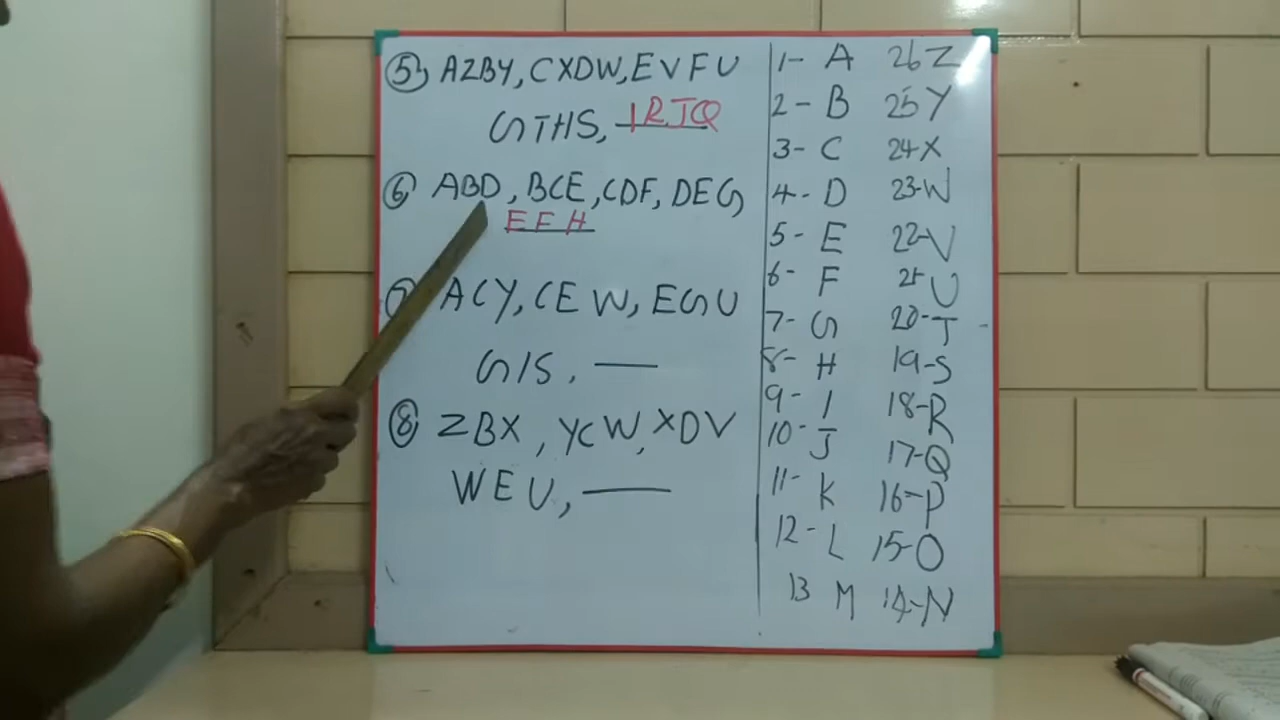 ⑤ AZBY, CXDW, EVFU
GTHS, IRJQ
⑥ ABD, BCE, CDF, DEG
EFH
⑦ ACY, CEW, EGU
GIS, ——
⑧ ZBX, YCW, XDV
WEU, ——
1- A 26 Z
2- B 25 Y
3- C 24-X
4- D 23-W
5- E 22-V
6- F 21-U
7- G 20-T
8- H 19-S
9- I 18-R
10- J 17-Q
11- K 16-P
12- L 15-O
13 M 14-N